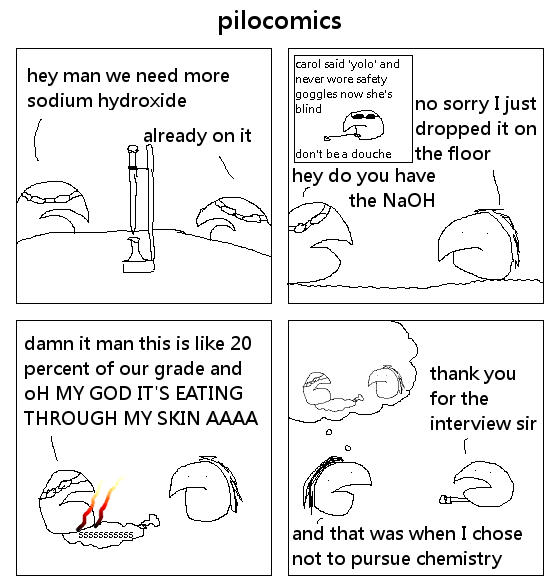 pilocomics
hey man we need more
sodium hydroxide
already on it
carol said 'yolo' and
never wore safety
goggles now she's
blind
don't be a douche
no sorry I just
dropped it on
the floor
hey do you have
the NaOH
damn it man this is like 20
percent of our grade and
oH MY GOD IT'S EATING
THROUGH MY SKIN AAAA
sssssssssss
thank you
for the
interview sir
and that was when I chose
not to pursue chemistry